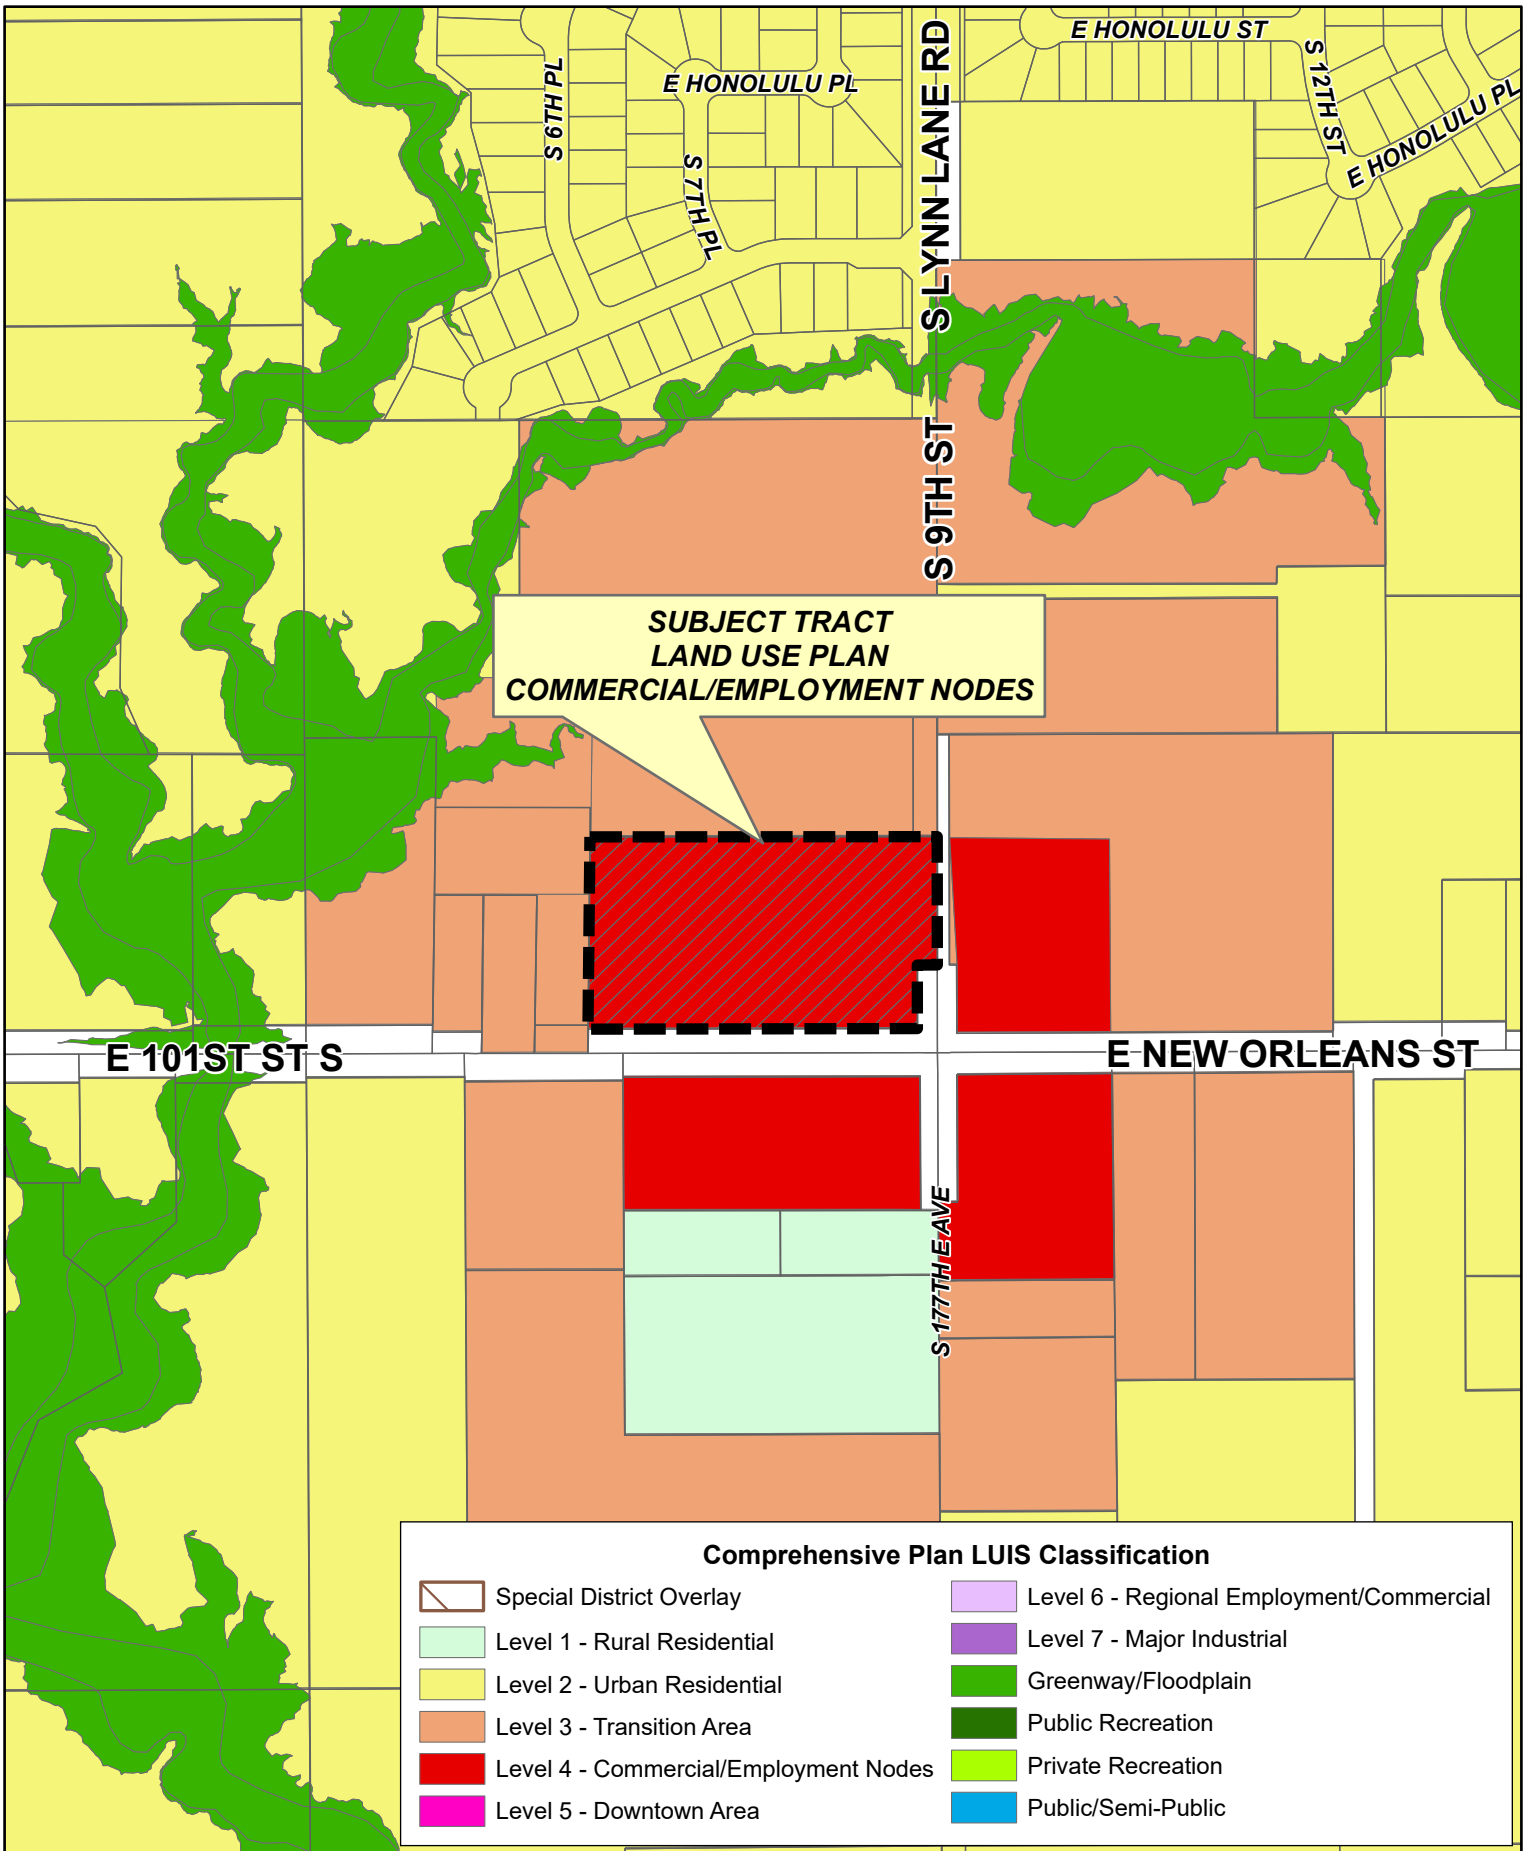 E HONOLULU ST
S 6TH PL
E HONOLULU PL
S LYNN LANE RD
S 12TH ST
E HONOLULU PL
S 7TH PL
S 9TH ST
SUBJECT TRACT
LAND USE PLAN
COMMERCIAL/EMPLOYMENT NODES
E 101ST ST S
E NEW ORLEANS ST
S 177TH E AVE
Comprehensive Plan LUIS Classification
Special District Overlay
Level 1 - Rural Residential
Level 2 - Urban Residential
Level 3 - Transition Area
Level 4 - Commercial/Employment Nodes
Level 5 - Downtown Area
Level 6 - Regional Employment/Commercial
Level 7 - Major Industrial
Greenway/Floodplain
Public Recreation
Private Recreation
Public/Semi-Public